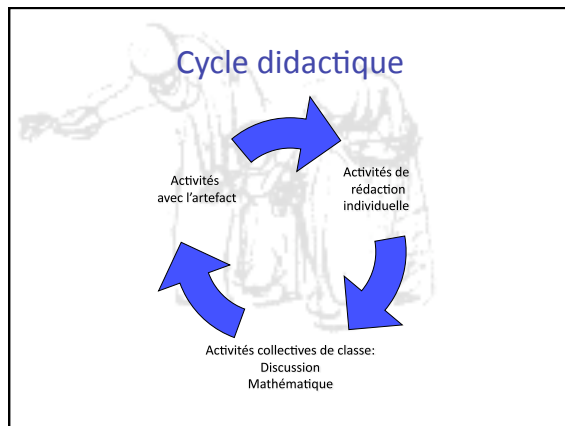 Cycle didactique
Activités
avec l'artefact
Activités de
rédaction
individuelle
Activités collectives de classe:
Discussion
Mathématique